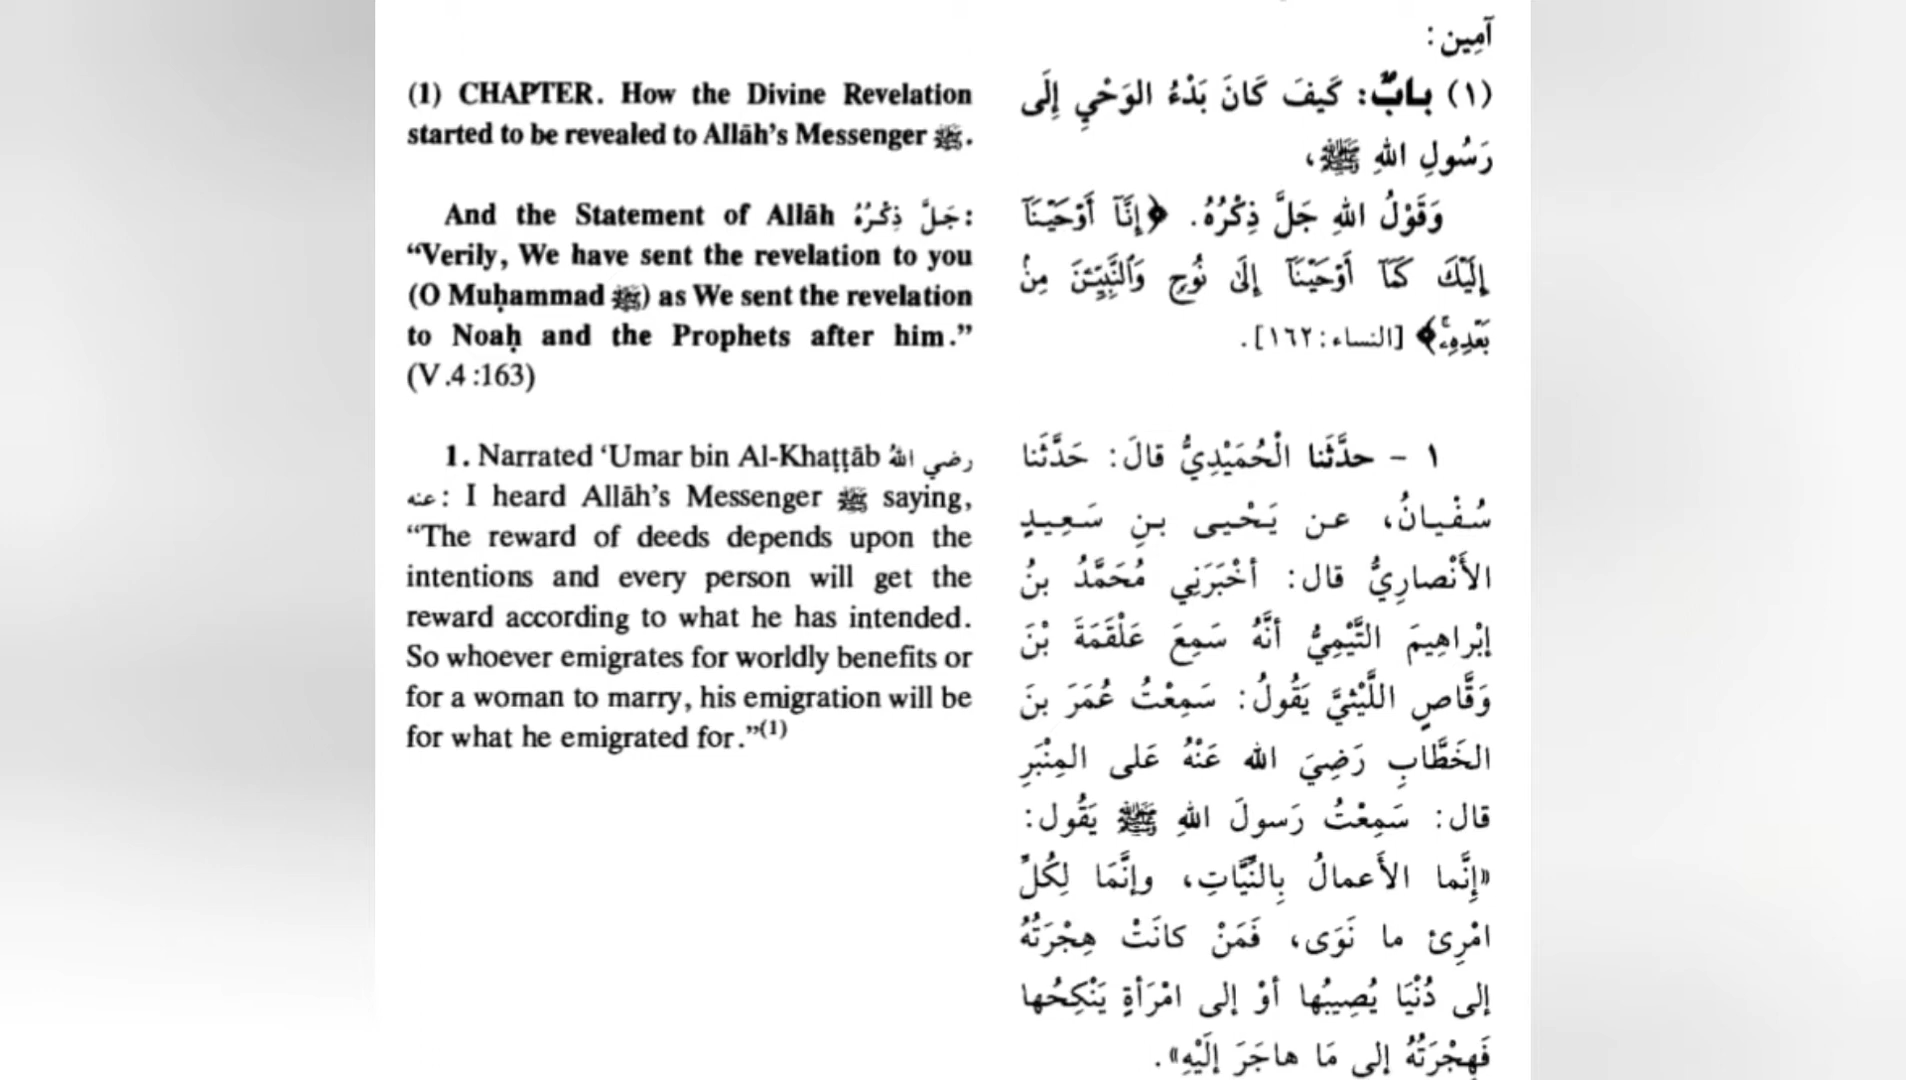 (1) CHAPTER. How the Divine Revelation
started to be revealed to Allāh's Messenger ﷺ.
And the Statement of Allāh جَلَّ ذِكْرُهُ:
“Verily, We have sent the revelation to you
(O Muḥammad ﷺ) as We sent the revelation
to Noaḥ and the Prophets after him.”
(V.4:163)
1. Narrated ‘Umar bin Al-Khaṭṭāb رضي اللهُ
عنه: I heard Allāh's Messenger ﷺ saying,
“The reward of deeds depends upon the
intentions and every person will get the
reward according to what he has intended.
So whoever emigrates for worldly benefits or
for a woman to marry, his emigration will be
for what he emigrated for.”(1)
آمِين:
(١) بابٌ: كَيفَ كَانَ بَدْءُ الوَحْيِ إِلَى
رَسُولِ اللهِ ﷺ،
وَقَوْلُ اللهِ جَلَّ ذِكْرُهُ. ﴿إِنَّآ أَوْحَيْنَآ
إِلَيْكَ كَمَآ أَوْحَيْنَآ إِلَىٰ نُوحٍ وَٱلنَّبِيِّـۧنَ مِنۢ
بَعْدِهِۦۚ﴾ [النساء:١٦٢].
١ - حدَّثَنا الْحُمَيْدِيُّ قالَ: حَدَّثَنا
سُفْيانُ، عن يَحْيى بنِ سَعِيدٍ
الأَنْصارِيُّ قال: أخْبَرَنِي مُحَمَّدُ بنُ
إبْراهِيمَ التَّيْمِيُّ أنَّهُ سَمِعَ عَلْقَمَةَ بْنَ
وَقَّاصٍ اللَّيْثيَّ يَقُولُ: سَمِعْتُ عُمَرَ بنَ
الخَطَّابِ رَضِيَ الله عَنْهُ عَلى المِنْبَرِ
قال: سَمِعْتُ رَسولَ اللهِ ﷺ يَقُول:
«إنَّما الأَعمالُ بِالنِّيَّاتِ، وإنَّمَا لِكُلِّ
امْرِئ ما نَوَى، فَمَنْ كانَتْ هِجْرَتُهُ
إلى دُنْيَا يُصِيبُها أوْ إلى امْرَأةٍ يَنْكِحُها
فَهِجْرَتُهُ إلى مَا هاجَرَ إلَيْهِ».